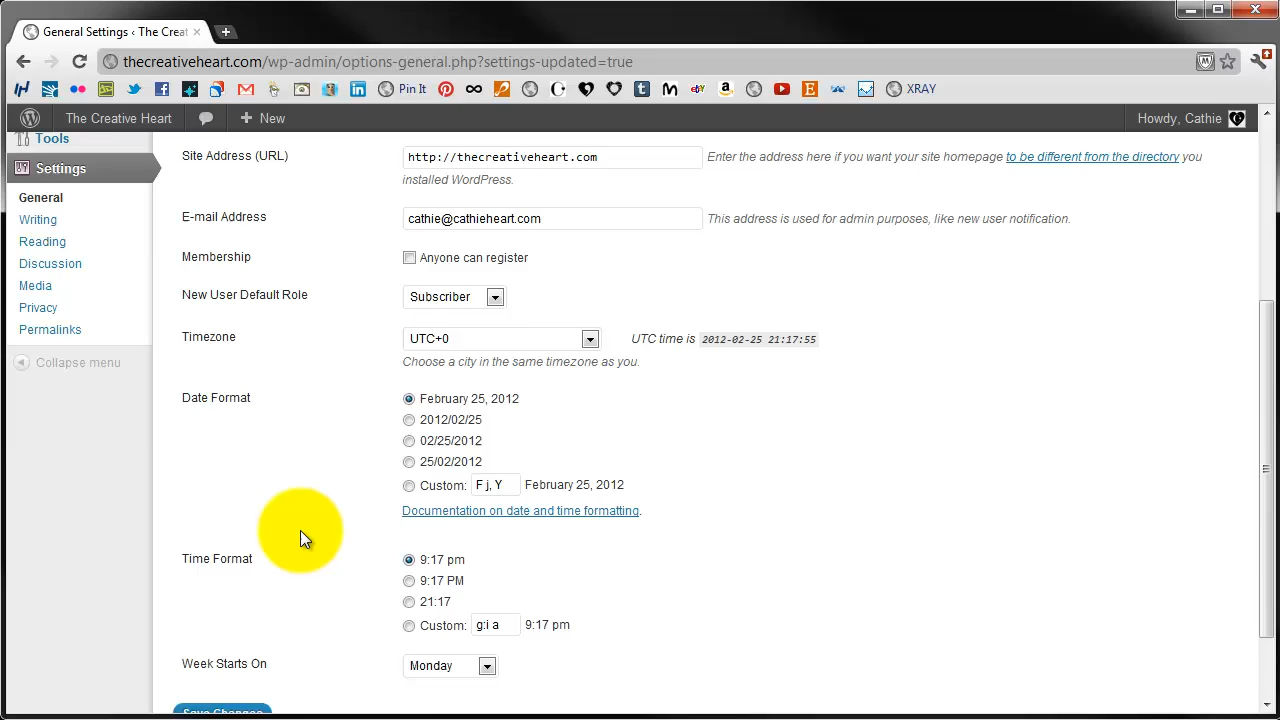 General Settings ‹ The Creat
thecreativeheart.com/wp-admin/options-general.php?settings-updated=true
Pin It
XRAY
The Creative Heart
New
Howdy, Cathie
Tools
Settings
General
Writing
Reading
Discussion
Media
Privacy
Permalinks
Collapse menu
Site Address (URL) http://thecreativeheart.com Enter the address here if you want your site homepage to be different from the directory you
installed WordPress.
E-mail Address cathie@cathieheart.com This address is used for admin purposes, like new user notification.
Membership Anyone can register
New User Default Role Subscriber
Timezone UTC+0 UTC time is 2012-02-25 21:17:55
Choose a city in the same timezone as you.
Date Format February 25, 2012
2012/02/25
02/25/2012
25/02/2012
Custom: F j, Y February 25, 2012
Documentation on date and time formatting.
Time Format 9:17 pm
9:17 PM
21:17
Custom: g:i a 9:17 pm
Week Starts On Monday
Save Changes